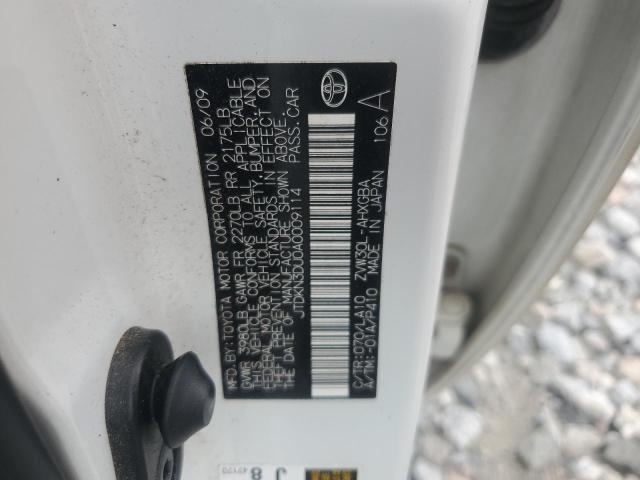 MFD.BY:TOYOTA MOTOR CORPORATION 06/09
GVWR 3980LB GAWR FR 2270LB RR 2175LB
THIS VEHICLE CONFORMS TO ALL APPLICABLE
FEDERAL MOTOR VEHICLE SAFETY, BUMPER, AND
THEFT PREVENTION STANDARDS IN EFFECT ON
THE DATE OF MANUFACTURE SHOWN ABOVE.
JTDKN3DU0A0009114 PASS.CAR
C/TR:070/LA10 ZVW30L-AHXGBA
A/TM:-01A/P410 MADE IN JAPAN 106 A
J 8